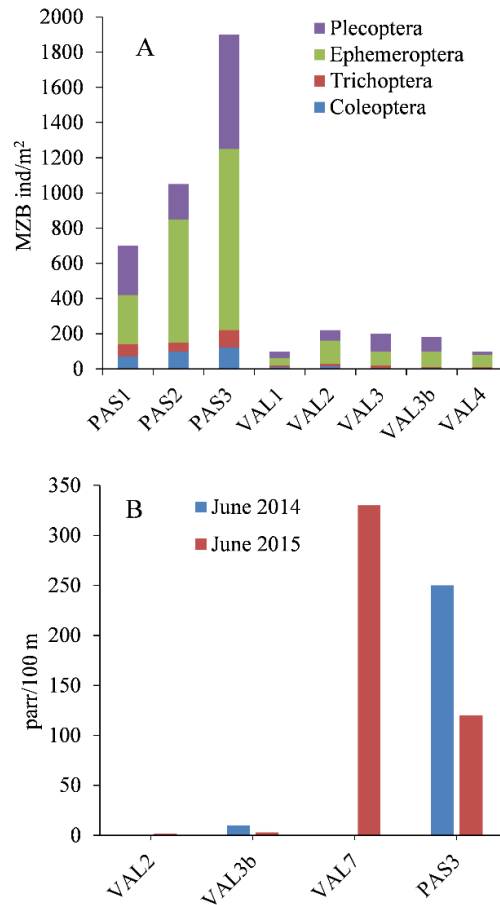 A
Plecoptera
Ephemeroptera
Trichoptera
Coleoptera
MZB ind/m²
2000
1800
1600
1400
1200
1000
800
600
400
200
0
PAS1 PAS2 PAS3 VAL1 VAL2 VAL3 VAL3b VAL4
B
June 2014
June 2015
parr/100 m
350
300
250
200
150
100
50
0
VAL2 VAL3b VAL7 PAS3